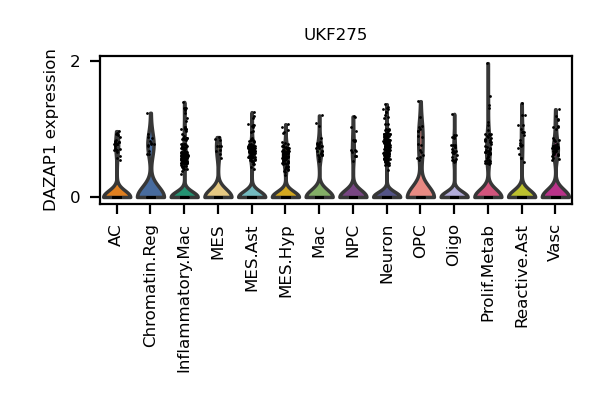 UKF275
DAZAP1 expression
2
0
AC
Chromatin.Reg
Inflammatory.Mac
MES
MES.Ast
MES.Hyp
Mac
NPC
Neuron
OPC
Oligo
Prolif.Metab
Reactive.Ast
Vasc